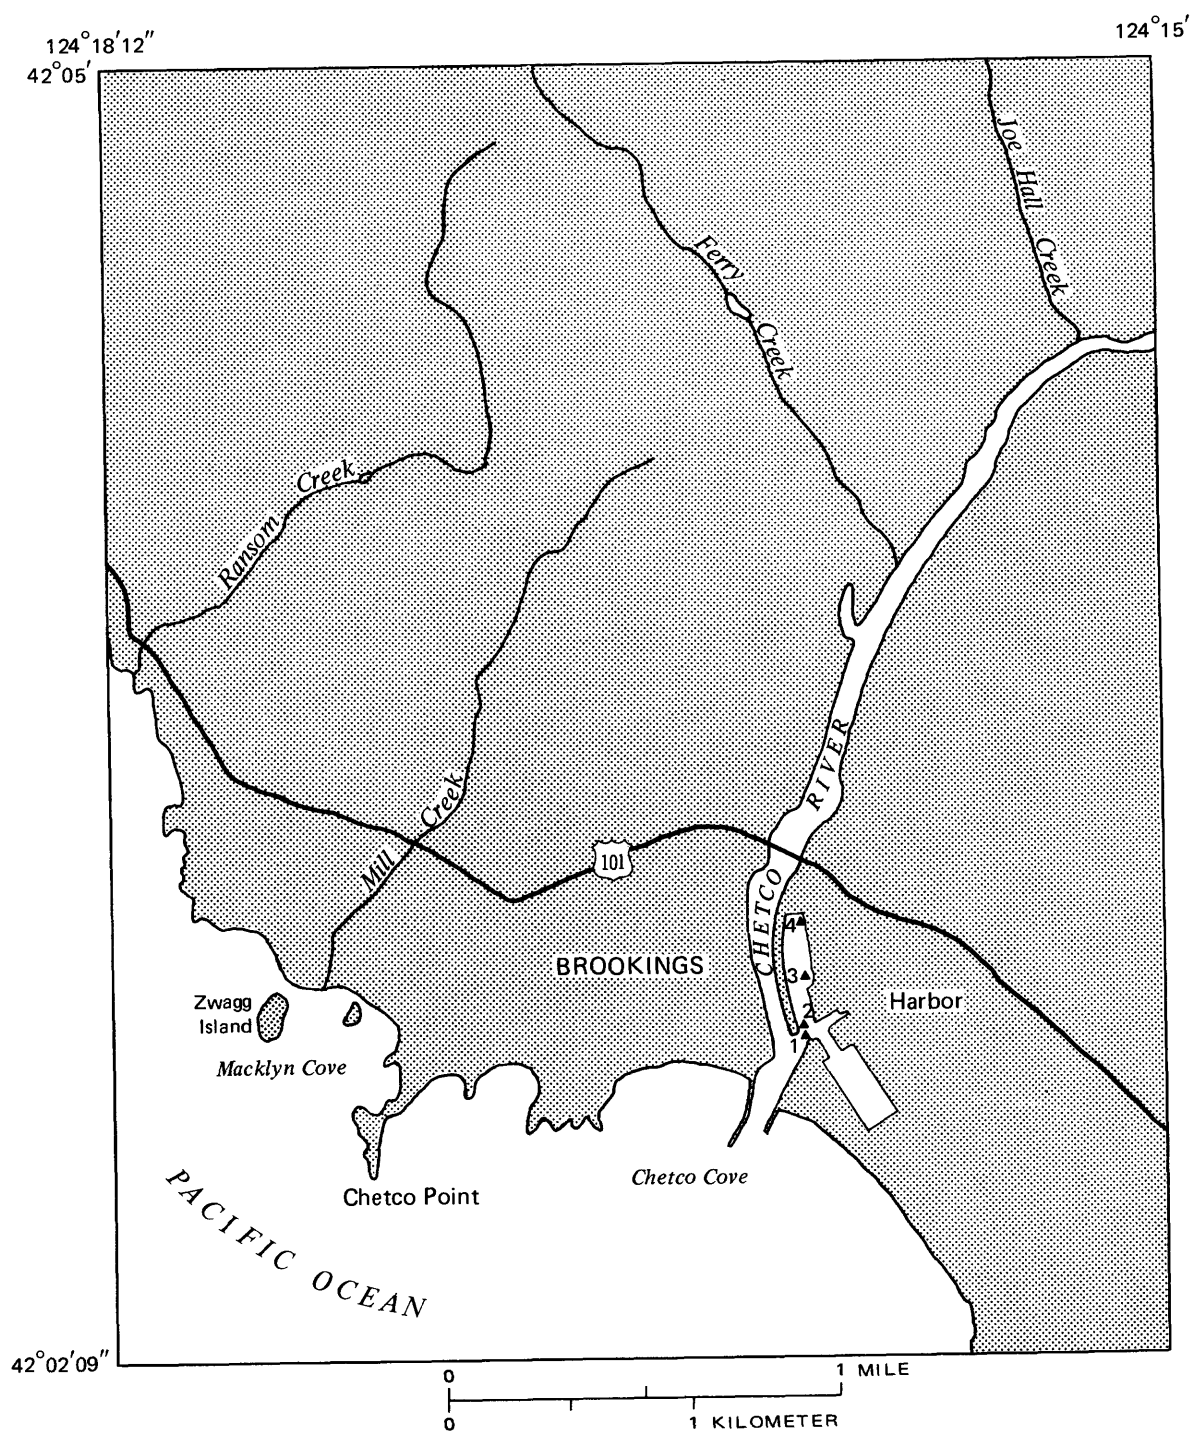 124°18'12"
124°15'
42°05'
Joe Hall Creek
Ferry Creek
Ransom Creek
Mill Creek
CHETCO RIVER
101
4
3
2
1
BROOKINGS
Harbor
Zwagg
Island
Macklyn Cove
Chetco Cove
Chetco Point
PACIFIC OCEAN
42°02'09"
0 1 MILE
0 1 KILOMETER